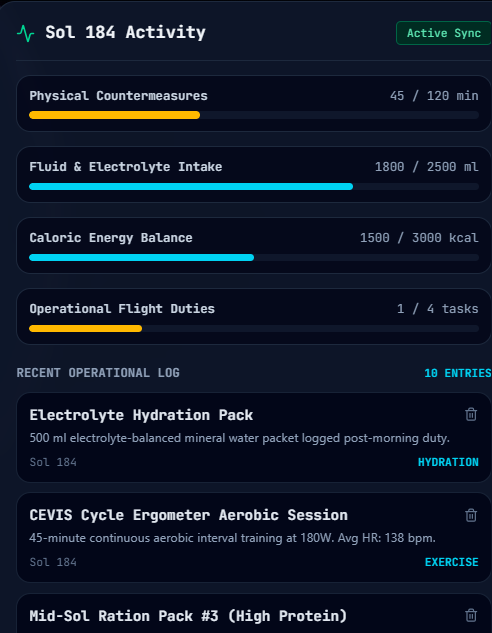 Sol 184 Activity
Active Sync
Physical Countermeasures
45 / 120 min
Fluid & Electrolyte Intake
1800 / 2500 ml
Caloric Energy Balance
1500 / 3000 kcal
Operational Flight Duties
1 / 4 tasks
RECENT OPERATIONAL LOG
10 ENTRIES
Electrolyte Hydration Pack
500 ml electrolyte-balanced mineral water packet logged post-morning duty.
Sol 184
HYDRATION
CEVIS Cycle Ergometer Aerobic Session
45-minute continuous aerobic interval training at 180W. Avg HR: 138 bpm.
Sol 184
EXERCISE
Mid-Sol Ration Pack #3 (High Protein)